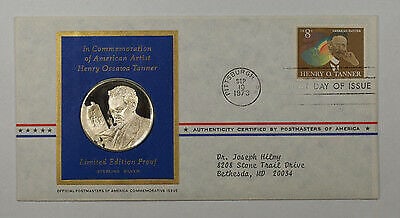 In Commemoration
of American Artist
Henry Ossawa Tanner
Limited Edition Proof
STERLING SILVER
OFFICIAL POSTMASTERS OF AMERICA COMMEMORATIVE ISSUE
PITTSBURGH,
SEP
10
1973
American Painter
8c
HENRY O. TANNER
DAY OF ISSUE
AUTHENTICITY CERTIFIED BY POSTMASTERS OF AMERICA
Dr. Joseph Hilmy
8208 Stone Trail Drive
Bethesda, MD 20034